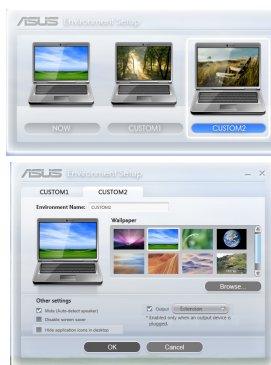 ASUS Environment Setup
NOW
CUSTOM1
CUSTOM2
ASUS Environment Setup
CUSTOM1
CUSTOM2
Environment Name: CUSTOM2
Wallpaper
Browse...
Other settings
Mute (Auto-detect speaker)
Disable screen saver
Hide application icons in desktop
Output
Extension
* Enabled only when an output device is
plugged.
OK
Cancel